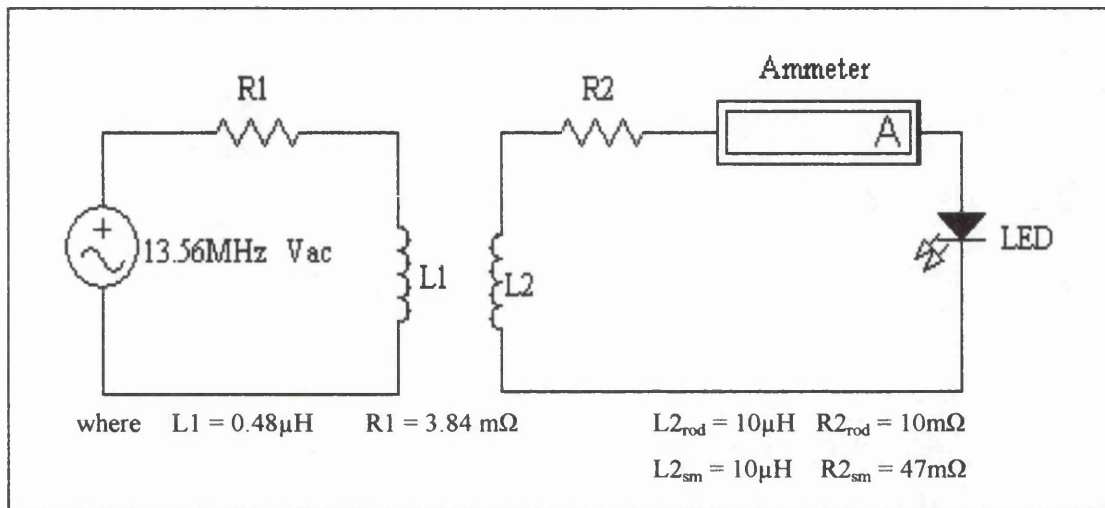 Ammeter
R1
R2
A
+
13.56MHz Vac
L1
L2
LED
where L1 = 0.48µH R1 = 3.84 mΩ
L2rod = 10µH R2rod = 10mΩ
L2sm = 10µH R2sm = 47mΩ